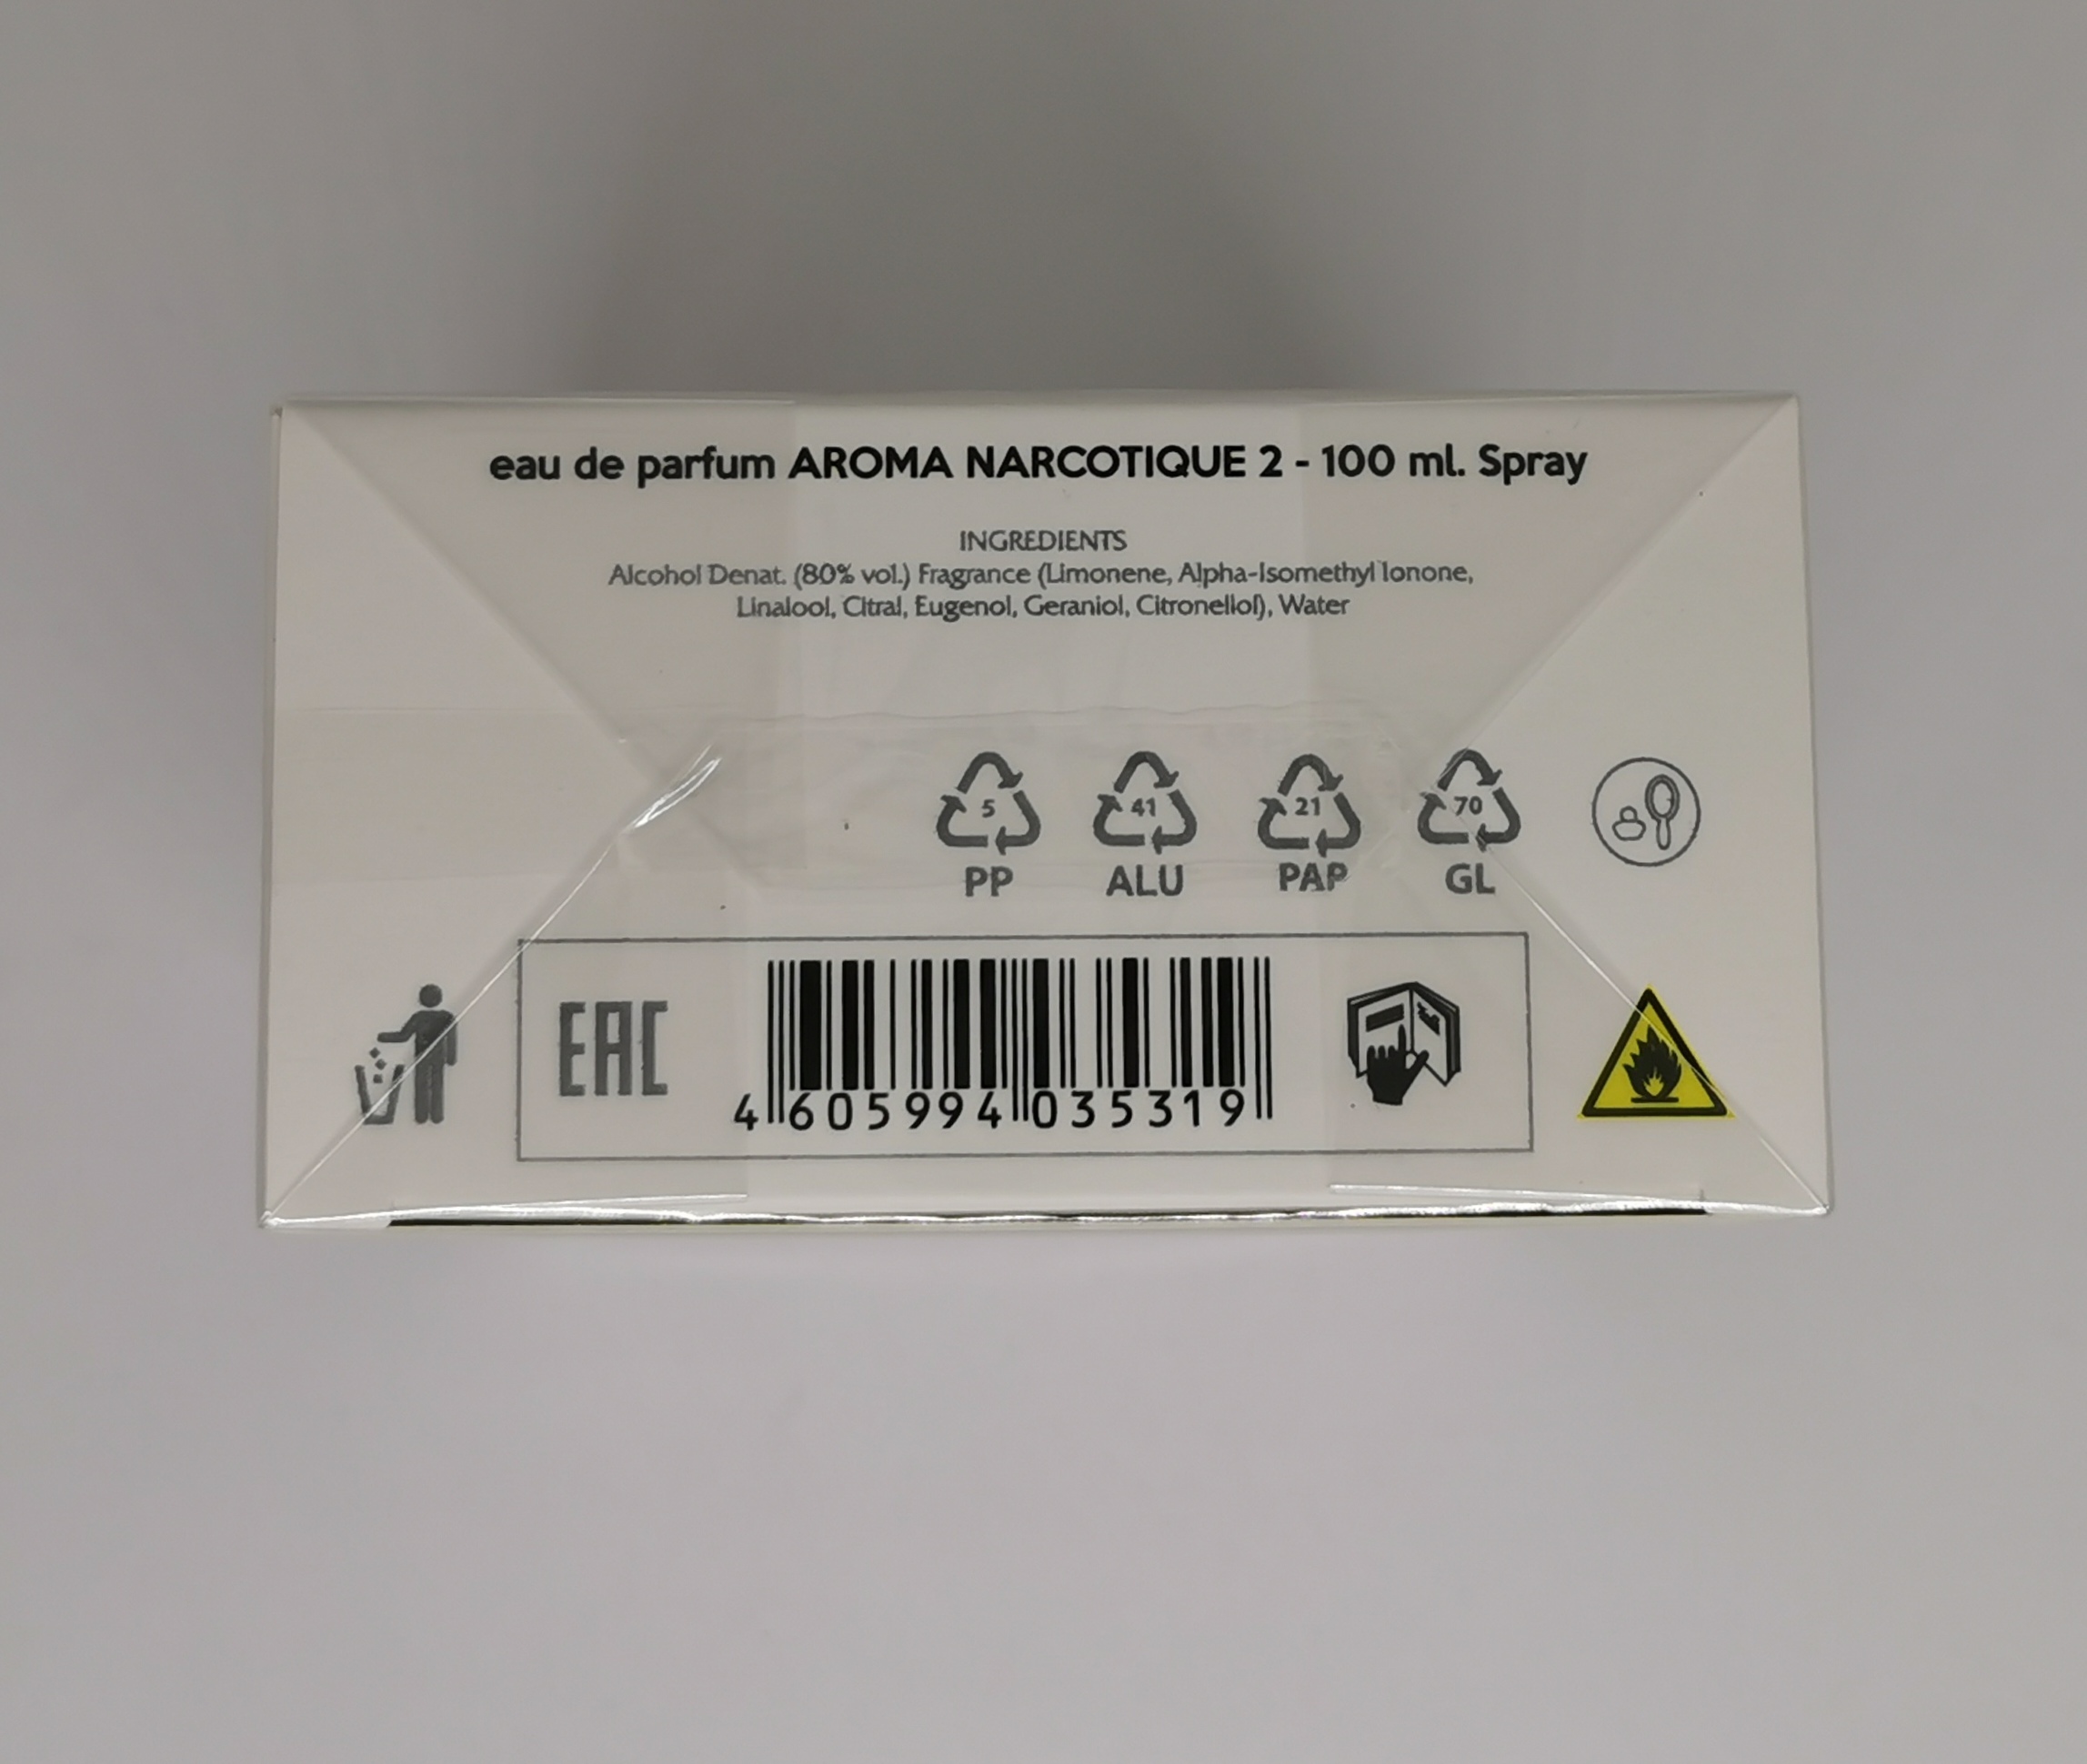 eau de parfum AROMA NARCOTIQUE 2 - 100 ml. Spray
INGREDIENTS
Alcohol Denat. (80% vol.) Fragrance (Limonene, Alpha-Isomethyl Ionone,
Linalool, Citral, Eugenol, Geraniol, Citronellol), Water
5 41 21 70
PP ALU PAP GL
EAC
4 605994 035319